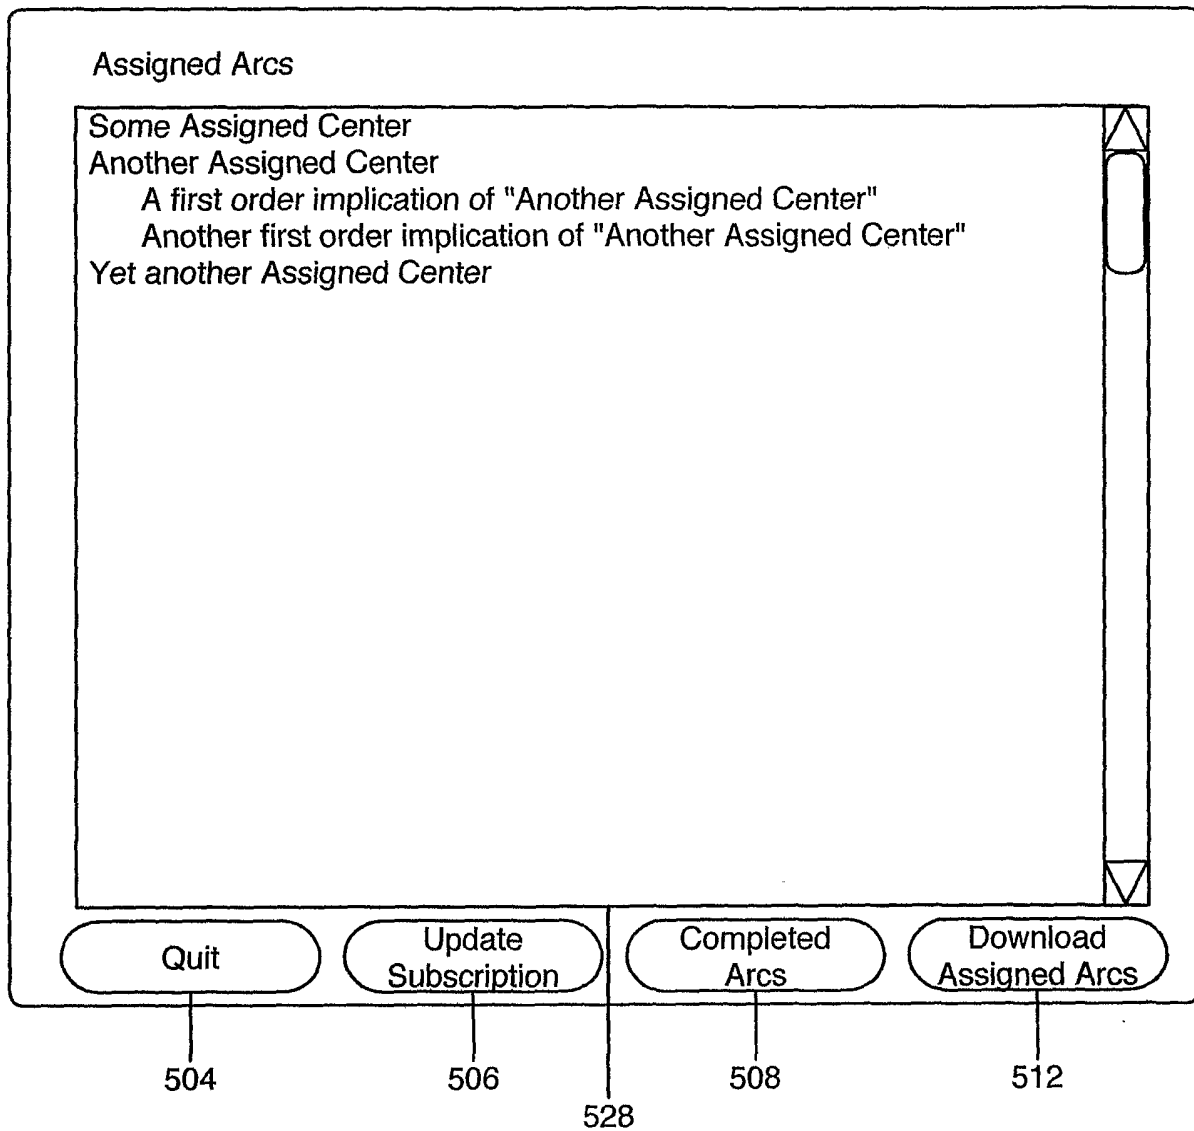 Assigned Arcs
Some Assigned Center
Another Assigned Center
A first order implication of "Another Assigned Center"
Another first order implication of "Another Assigned Center"
Yet another Assigned Center
Quit
Update
Subscription
Completed
Arcs
Download
Assigned Arcs
504
506
508
512
528